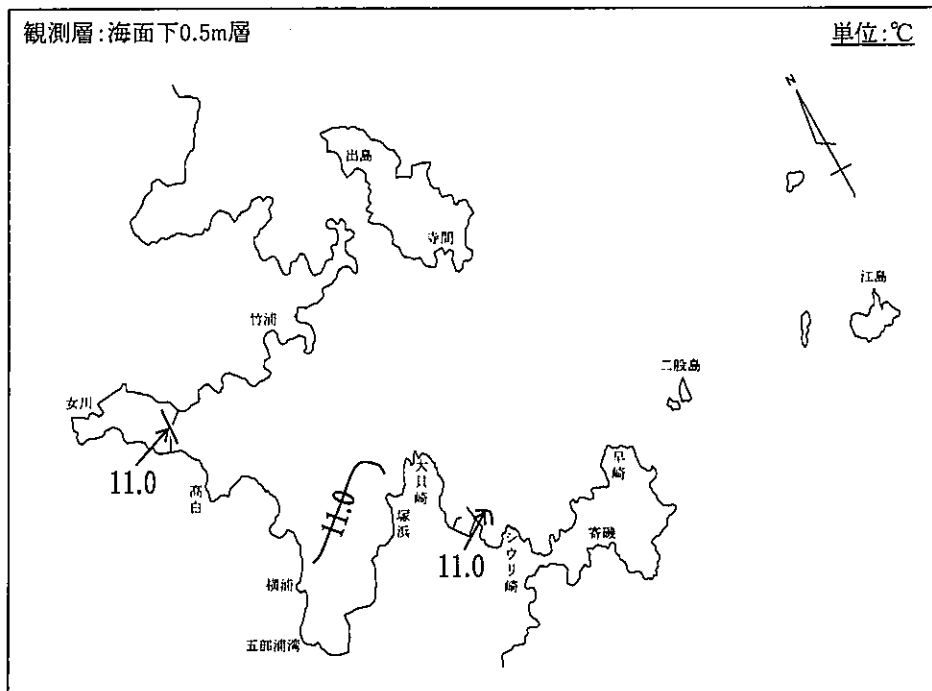 観測層:海面下0.5m層
単位:℃
N
出島
寺間
江島
竹浦
二股島
女川
11.0
高白
11.0
大貝崎
塚浜
早崎
寄磯
11.0
シウリ崎
横浦
五部浦湾